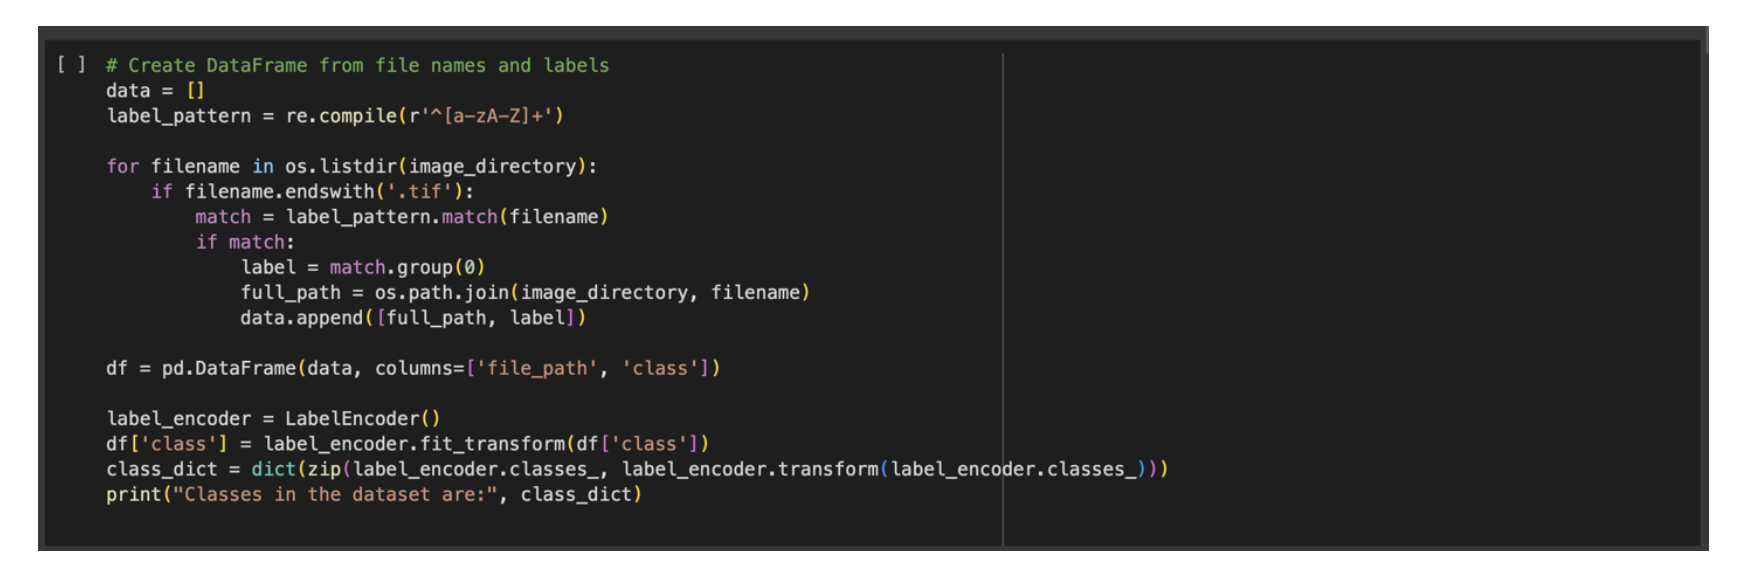 [ ] # Create DataFrame from file names and labels
data = []
label_pattern = re.compile(r'^[a-zA-Z]+')
for filename in os.listdir(image_directory):
if filename.endswith('.tif'):
match = label_pattern.match(filename)
if match:
label = match.group(0)
full_path = os.path.join(image_directory, filename)
data.append([full_path, label])
df = pd.DataFrame(data, columns=['file_path', 'class'])
label_encoder = LabelEncoder()
df['class'] = label_encoder.fit_transform(df['class'])
class_dict = dict(zip(label_encoder.classes_, label_encoder.transform(label_encoder.classes_)))
print("Classes in the dataset are:", class_dict)